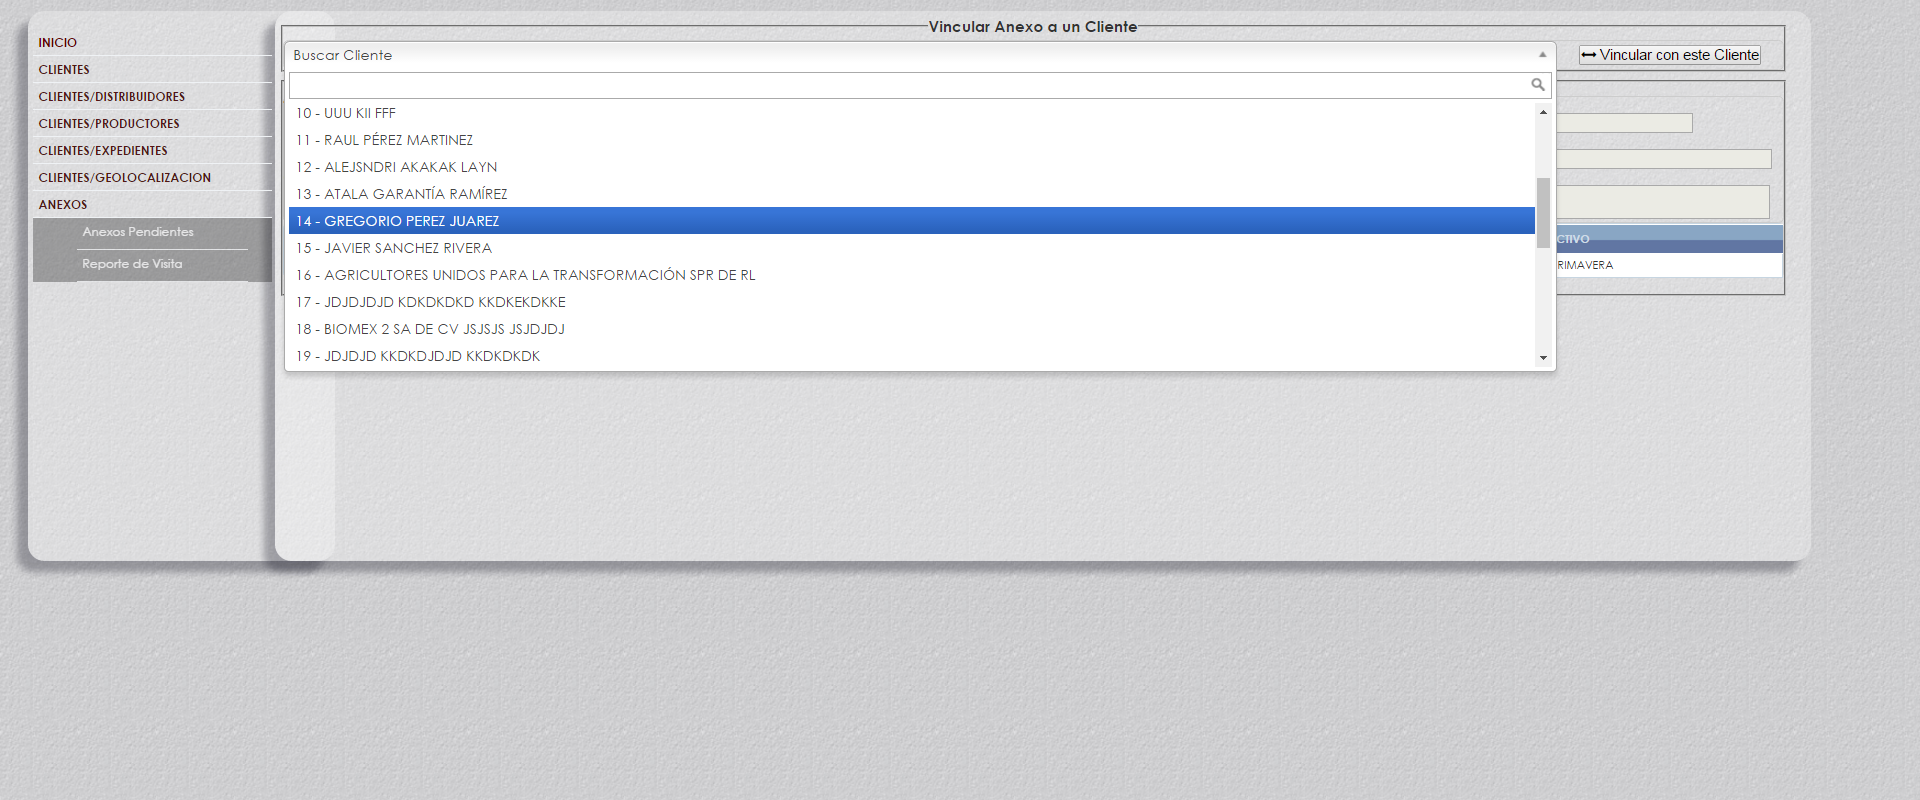 INICIO
CLIENTES
CLIENTES/DISTRIBUIDORES
CLIENTES/PRODUCTORES
CLIENTES/EXPEDIENTES
CLIENTES/GEOLOCALIZACION
ANEXOS
Anexos Pendientes
Reporte de Visita
Vincular Anexo a un Cliente
Buscar Cliente
Vincular con este Cliente
10 - UUU KII FFF
11 - RAUL PÉREZ MARTINEZ
12 - ALEJSNDRI AKAKAK LAYN
13 - ATALA GARANTÍA RAMÍREZ
14 - GREGORIO PEREZ JUAREZ
15 - JAVIER SANCHEZ RIVERA
16 - AGRICULTORES UNIDOS PARA LA TRANSFORMACIÓN SPR DE RL
17 - JDJDJDJD KDKDKDKD KKDKEKDKKE
18 - BIOMEX 2 SA DE CV JSJSJS JSJDJDJ
19 - JDJDJD KKDKDJDJD KKDKDKDK
CTIVO
RIMAVERA